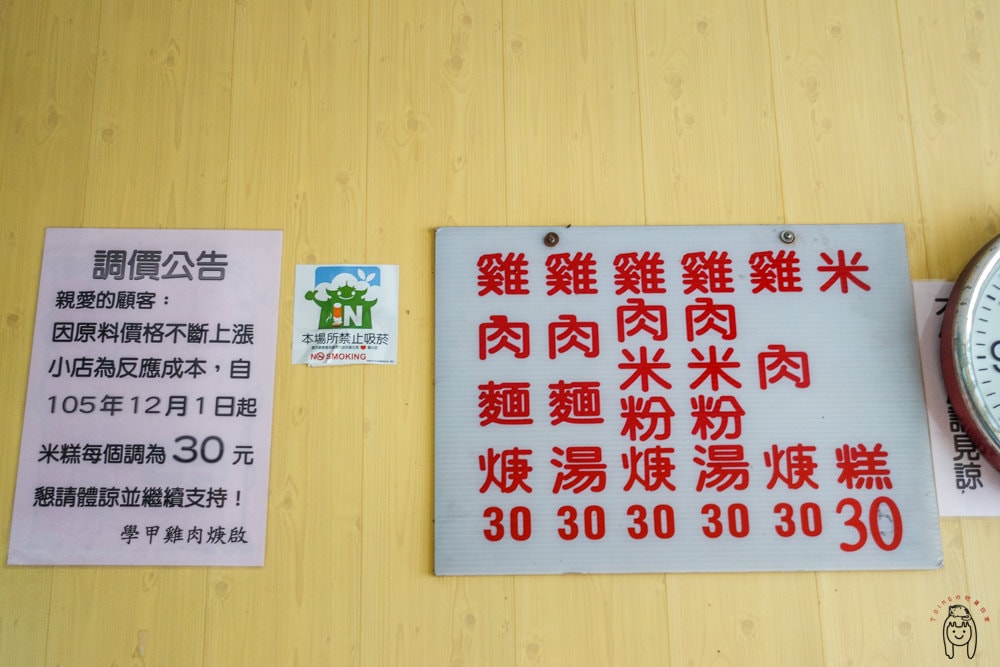 調價公告
親愛的顧客：
因原料價格不斷上漲
小店為反應成本，自
105年12月1日起
米糕每個調為 30 元
懇請體諒並繼續支持！
學甲雞肉焿啟
IN
本場所禁止吸菸
NO SMOKING
雞肉麵焿 30
雞肉麵湯 30
雞肉米粉焿 30
雞肉米粉湯 30
雞肉焿 30
米糕 30
見諒